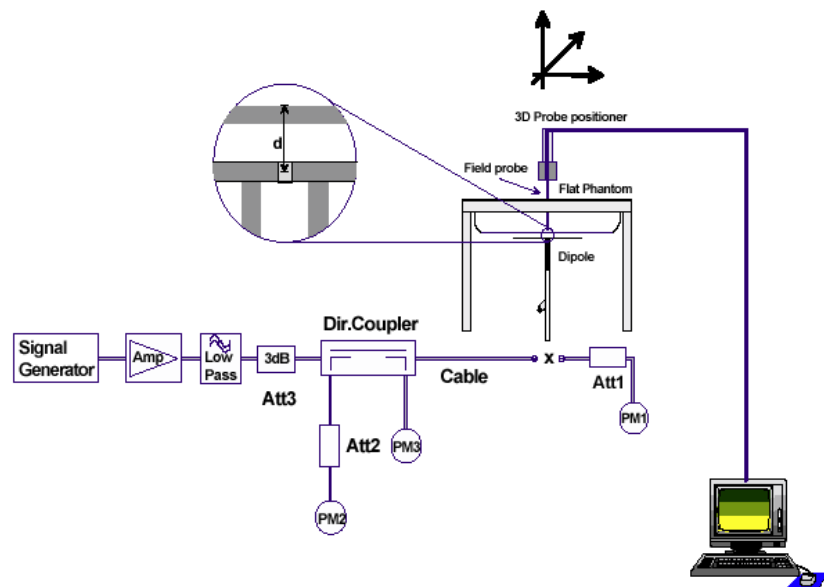 3D Probe positioner
d
Field probe
Flat Phantom
Dipole
Dir.Coupler
Signal
Generator
Amp
Low
Pass
3dB
Cable
x
Att1
Att3
PM1
Att2
PM3
PM2